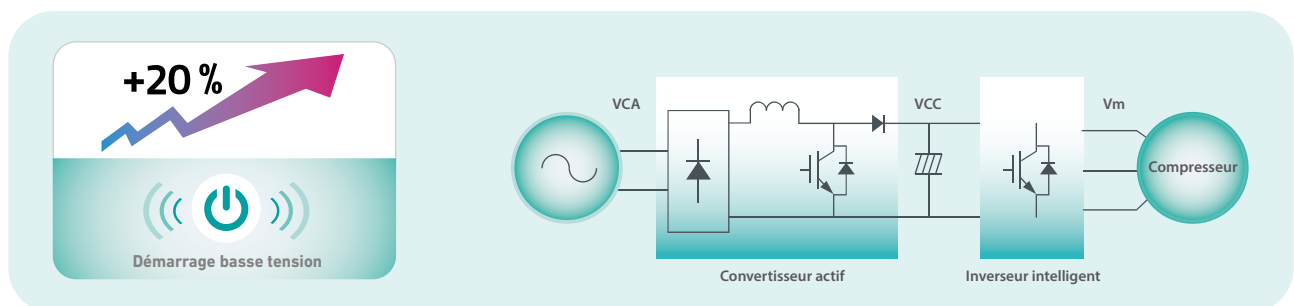 +20 %
Démarrage basse tension
VCA
VCC
Vm
Compresseur
Convertisseur actif
Inverseur intelligent